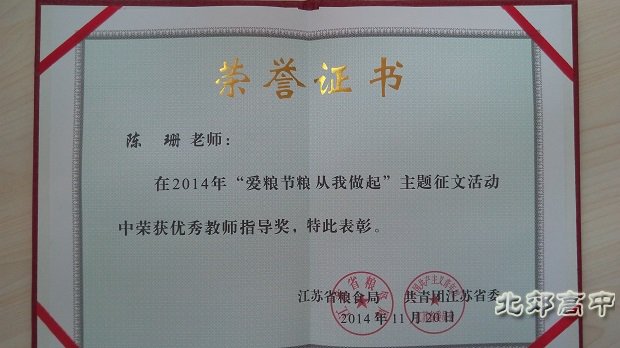 荣誉证书
陈 珊 老师：
在2014年“爱粮节粮 从我做起”主题征文活动
中荣获优秀教师指导奖，特此表彰。
江苏省粮食局 共青团江苏省委
2014年11月20日
北郊高中